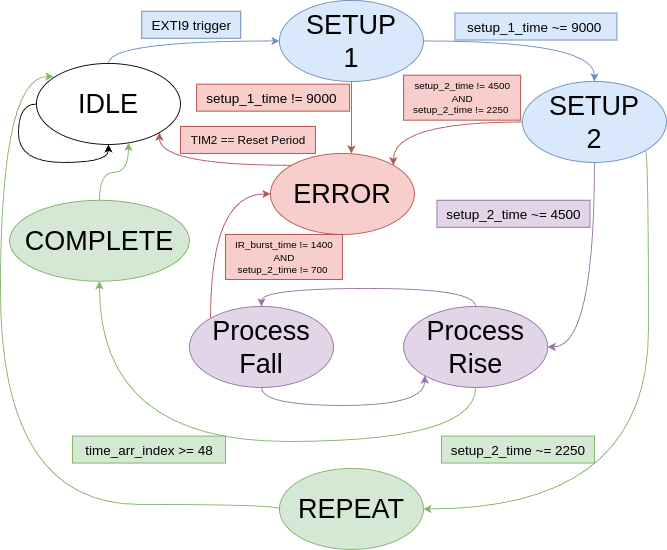 EXTI9 trigger
SETUP
1
setup_1_time ~= 9000
IDLE
setup_1_time != 9000
setup_2_time != 4500
AND
setup_2_time != 2250
SETUP
2
TIM2 == Reset Period
ERROR
setup_2_time ~= 4500
COMPLETE
IR_burst_time != 1400
AND
setup_2_time != 700
Process
Fall
Process
Rise
time_arr_index >= 48
setup_2_time ~= 2250
REPEAT